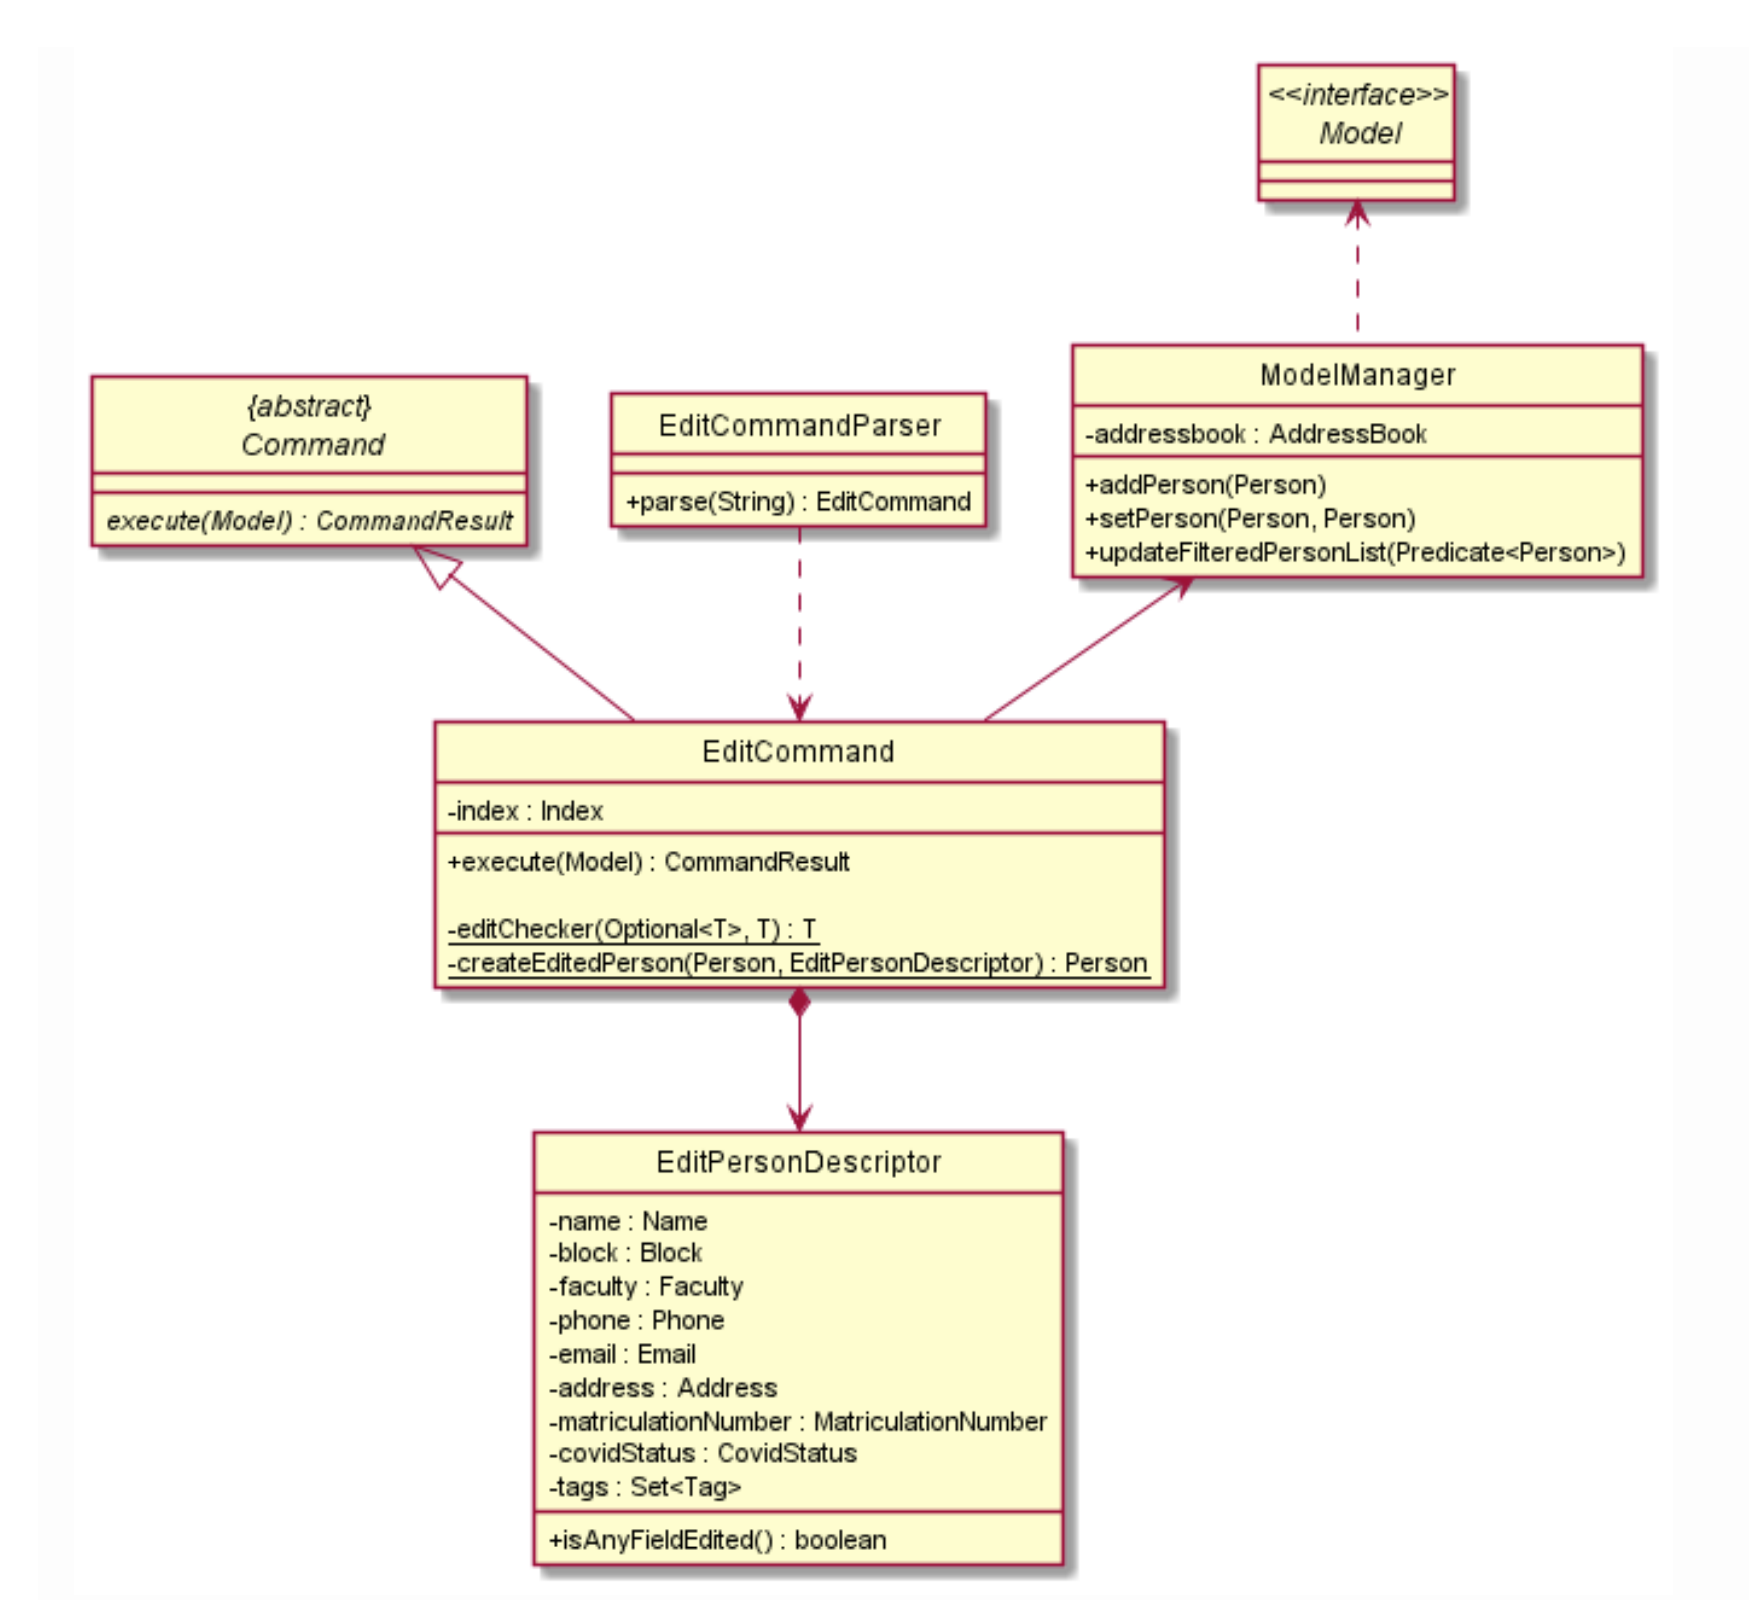 <<interface>>
Model
ModelManager
-addressbook : AddressBook
+addPerson(Person)
+setPerson(Person, Person)
+updateFilteredPersonList(Predicate<Person>)
{abstract}
Command
execute(Model) : CommandResult
EditCommandParser
+parse(String) : EditCommand
EditCommand
-index : Index
+execute(Model) : CommandResult
-editChecker(Optional<T>, T) : T
-createEditedPerson(Person, EditPersonDescriptor) : Person
EditPersonDescriptor
-name : Name
-block : Block
-faculty : Faculty
-phone : Phone
-email : Email
-address : Address
-matriculationNumber : MatriculationNumber
-covidStatus : CovidStatus
-tags : Set<Tag>
+isAnyFieldEdited() : boolean